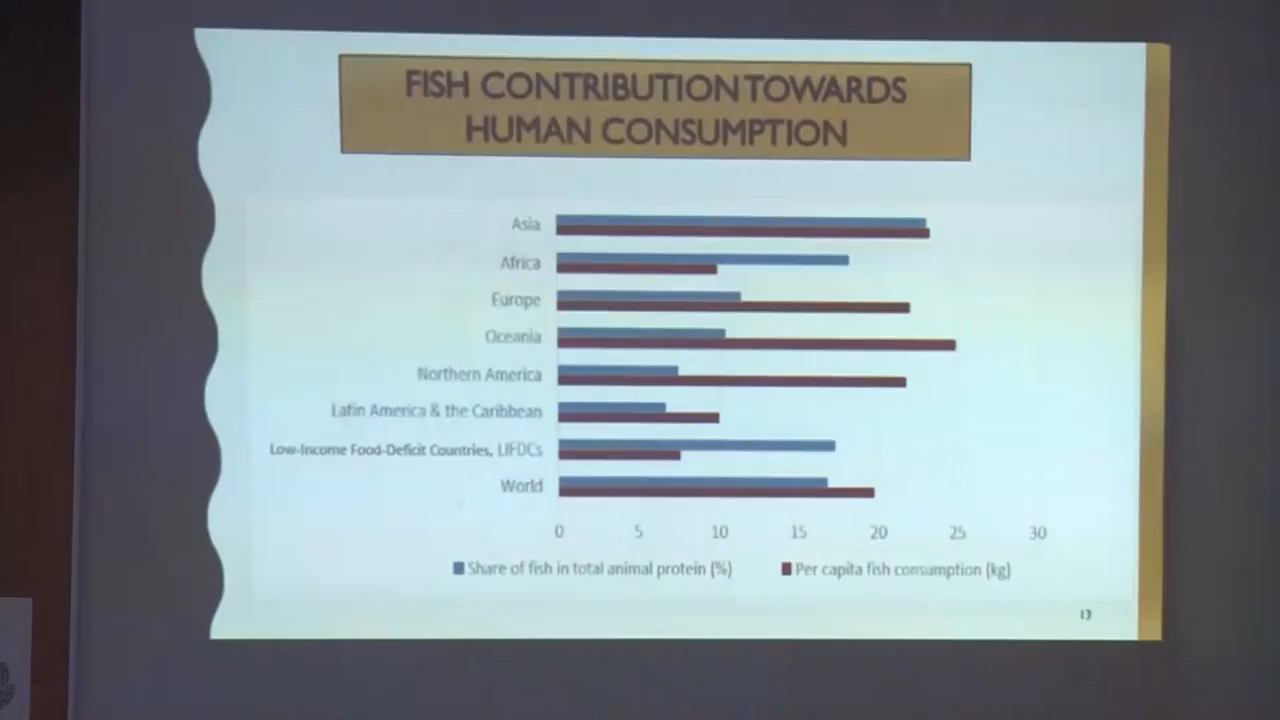 FISH CONTRIBUTION TOWARDS
HUMAN CONSUMPTION
Asia
Africa
Europe
Oceania
Northern America
Latin America & the Caribbean
Low-Income Food-Deficit Countries, LIFDCs
World
0 5 10 15 20 25 30
Share of fish in total animal protein (%) Per capita fish consumption (kg)
13